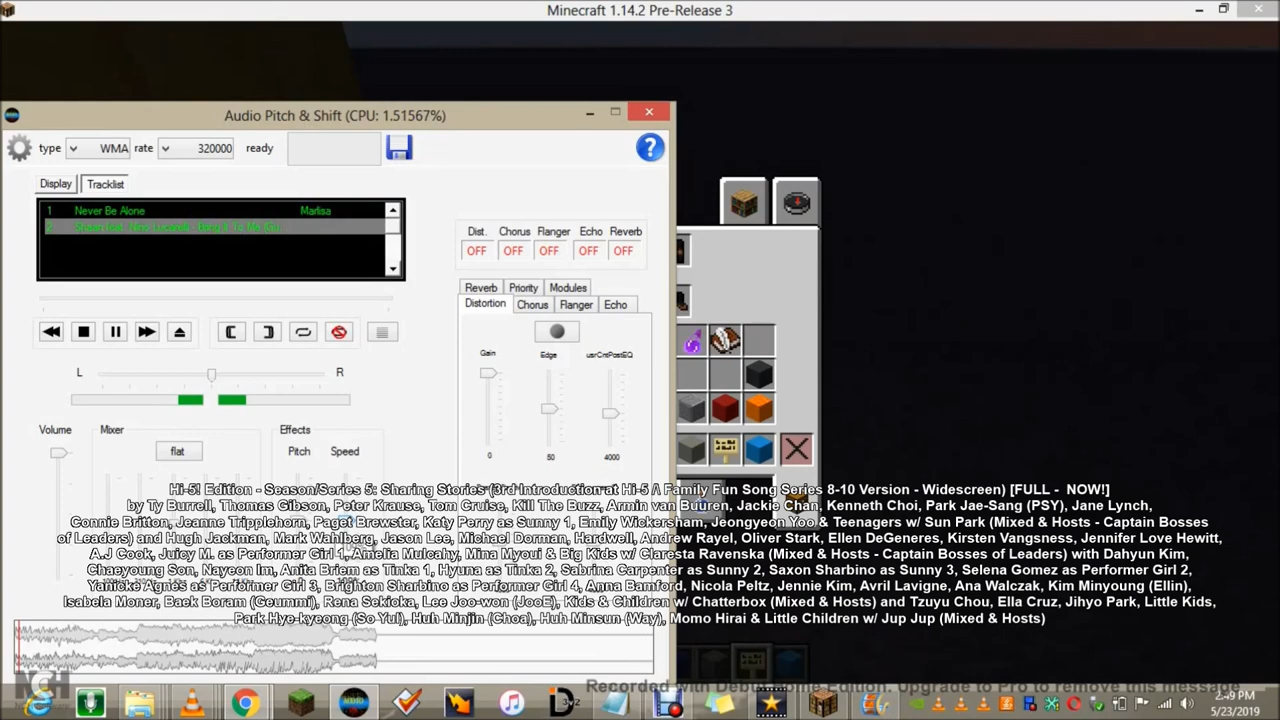 Minecraft 1.14.2 Pre-Release 3
Audio Pitch & Shift (CPU: 1.51567%)
type WMA rate 320000 ready
Display Tracklist
1 Never Be Alone Marlisa
2
Dist. Chorus Flanger Echo Reverb
OFF OFF OFF OFF OFF
Reverb Priority Modules
Distortion Chorus Flanger Echo
L R
Gain Edge usrCntPostEQ
0 50 4000
Volume Mixer Effects
flat Pitch Speed
Hi-5! Edition - Season/Series 5: Sharing Stories (3rd Introduction at Hi-5 /\ Family Fun Song Series 8-10 Version - Widescreen) [FULL - NOW!]
by Ty Burrell, Thomas Gibson, Peter Krause, Tom Cruise, Kill The Buzz, Armin van Buuren, Jackie Chan, Kenneth Choi, Park Jae-Sang (PSY), Jane Lynch,
Connie Britton, Jeanne Tripplehorn, Paget Brewster, Katy Perry as Sunny 1, Emily Wickersham, Jeongyeon Yoo & Teenagers w/ Sun Park (Mixed & Hosts - Captain Bosses
of Leaders) and Hugh Jackman, Mark Wahlberg, Jason Lee, Michael Dorman, Hardwell, Andrew Rayel, Oliver Stark, Ellen DeGeneres, Kirsten Vangsness, Jennifer Love Hewitt,
A.J Cook, Juicy M. as Performer Girl 1, Amelia Mulcahy, Mina Myoui & Big Kids w/ Claresta Ravenska (Mixed & Hosts - Captain Bosses of Leaders) with Dahyun Kim,
Chaeyoung Son, Nayeon Im, Anita Briem as Tinka 1, Hyuna as Tinka 2, Sabrina Carpenter as Sunny 2, Saxon Sharbino as Sunny 3, Selena Gomez as Performer Girl 2,
Yanicke Agnes as Performer Girl 3, Brighton Sharbino as Performer Girl 4, Anna Bamford, Nicola Peltz, Jennie Kim, Avril Lavigne, Ana Walczak, Kim Minyoung (Ellin),
Isabela Moner, Baek Boram (Geummi), Rena Sekioka, Lee Joo-won (JooE), Kids & Children w/ Chatterbox (Mixed & Hosts) and Tzuyu Chou, Ella Cruz, Jihyo Park, Little Kids,
Park Hye-kyeong (So Yul), Huh Minjin (Choa), Huh Minsun (Way), Momo Hirai & Little Children w/ Jup Jup (Mixed & Hosts)
NCH
Recorded with Debut Home Edition. Upgrade to Pro to remove this message
2:49 PM
5/23/2019